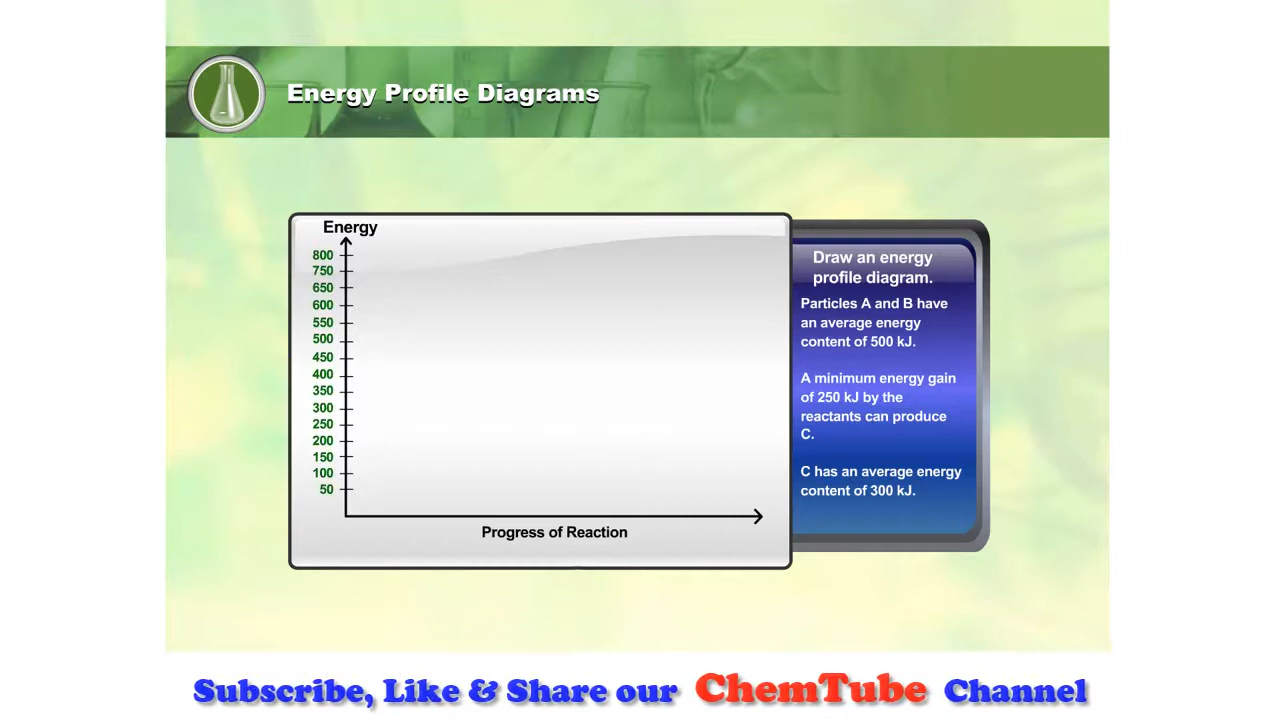 Energy Profile Diagrams
Energy
800
750
650
600
550
500
450
400
350
300
250
200
150
100
50
Progress of Reaction
Draw an energy
profile diagram.
Particles A and B have
an average energy
content of 500 kJ.
A minimum energy gain
of 250 kJ by the
reactants can produce
C.
C has an average energy
content of 300 kJ.
Subscribe, Like & Share our ChemTube Channel